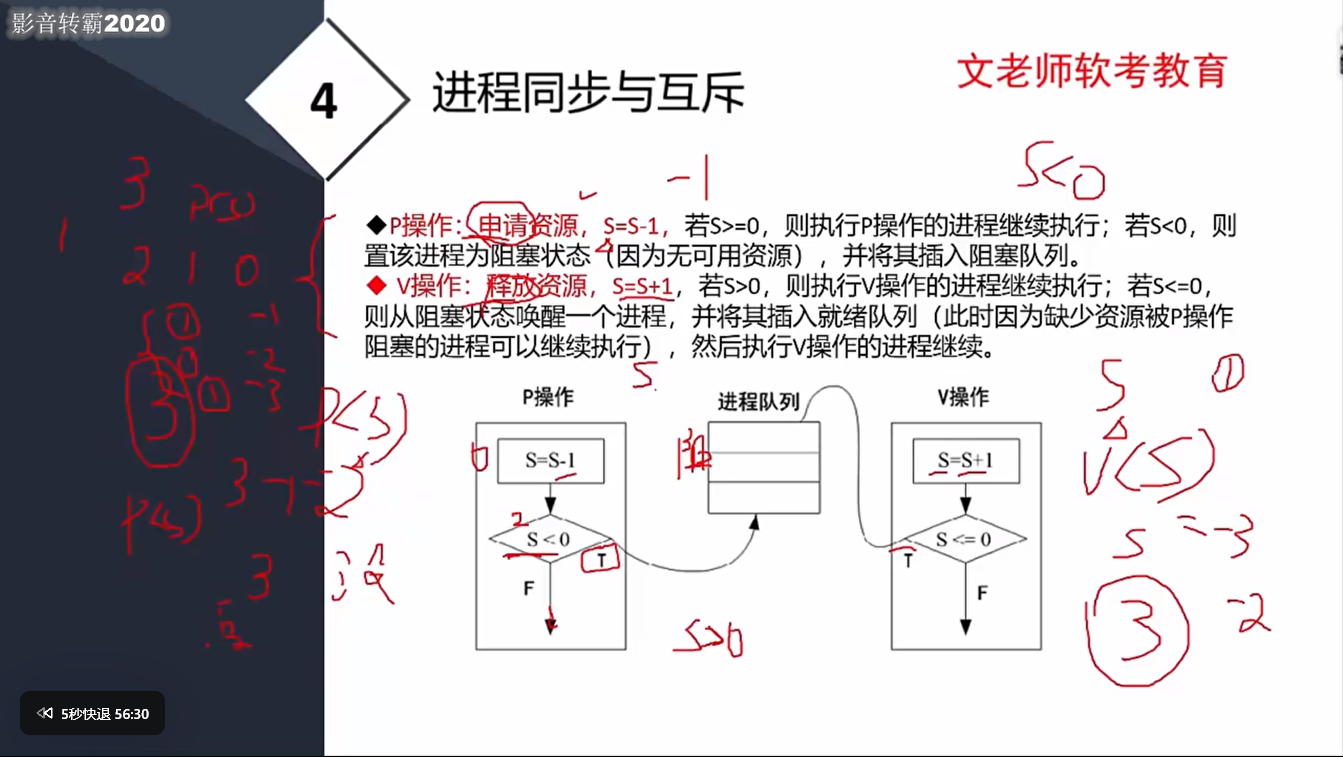 影音转霸2020
4
进程同步与互斥
文老师软考教育
3
P(S)
-1
S<0
1
2 1 0
◆P操作：申请资源，S=S-1，若S>=0，则执行P操作的进程继续执行；若S<0，则
置该进程为阻塞状态（因为无可用资源），并将其插入阻塞队列。
◆ V操作：释放资源，S=S+1，若S>0，则执行V操作的进程继续执行；若S<=0，
则从阻塞状态唤醒一个进程，并将其插入就绪队列（此时因为缺少资源被P操作
阻塞的进程可以继续执行），然后执行V操作的进程继续。
S ① -1
-2
① -3
3
P(S)
S
S ①
P操作
进程队列
V操作
S=S-1
阻
S=S+1
V(S)
3-1=2
P(S)
2
S < 0
T
S <= 0
T
S =-3
F
F
3
没
S>0
3 -2
5秒快退 56:30